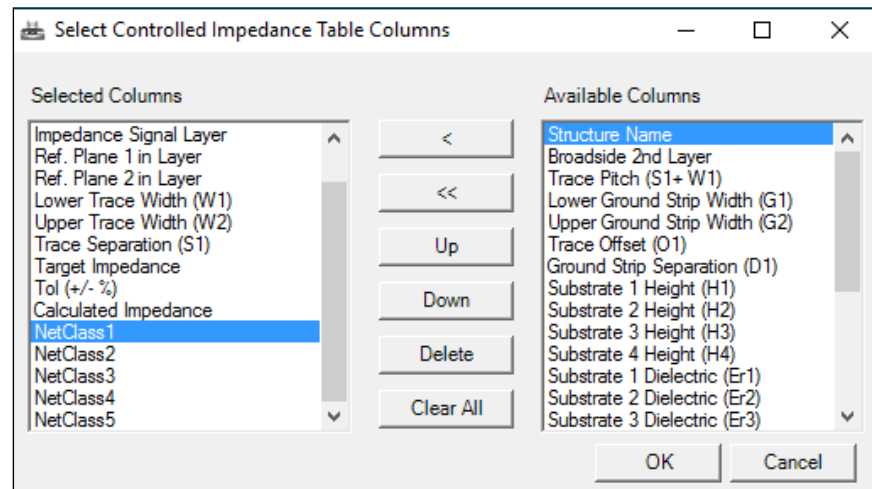 Select Controlled Impedance Table Columns
Selected Columns
Impedance Signal Layer
Ref. Plane 1 in Layer
Ref. Plane 2 in Layer
Lower Trace Width (W1)
Upper Trace Width (W2)
Trace Separation (S1)
Target Impedance
Tol (+/- %)
Calculated Impedance
NetClass1
NetClass2
NetClass3
NetClass4
NetClass5
<
<<
Up
Down
Delete
Clear All
Available Columns
Structure Name
Broadside 2nd Layer
Trace Pitch (S1+ W1)
Lower Ground Strip Width (G1)
Upper Ground Strip Width (G2)
Trace Offset (O1)
Ground Strip Separation (D1)
Substrate 1 Height (H1)
Substrate 2 Height (H2)
Substrate 3 Height (H3)
Substrate 4 Height (H4)
Substrate 1 Dielectric (Er1)
Substrate 2 Dielectric (Er2)
Substrate 3 Dielectric (Er3)
OK
Cancel